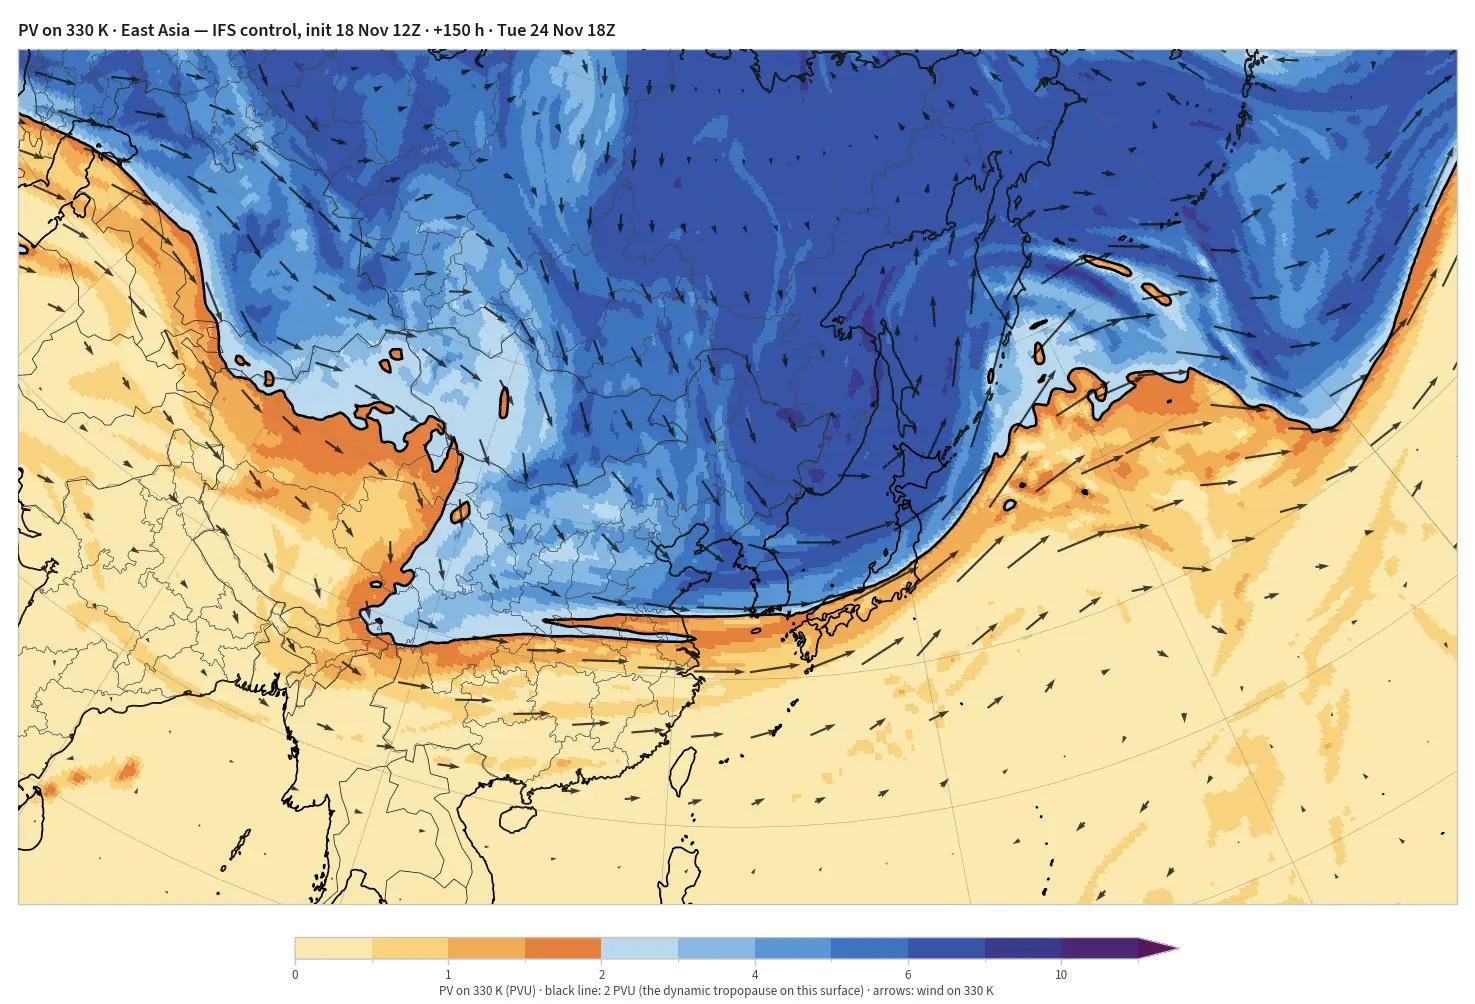 PV on 330 K · East Asia — IFS control, init 18 Nov 12Z · +150 h · Tue 24 Nov 18Z
0 1 2 4 6 10
PV on 330 K (PVU) · black line: 2 PVU (the dynamic tropopause on this surface) · arrows: wind on 330 K